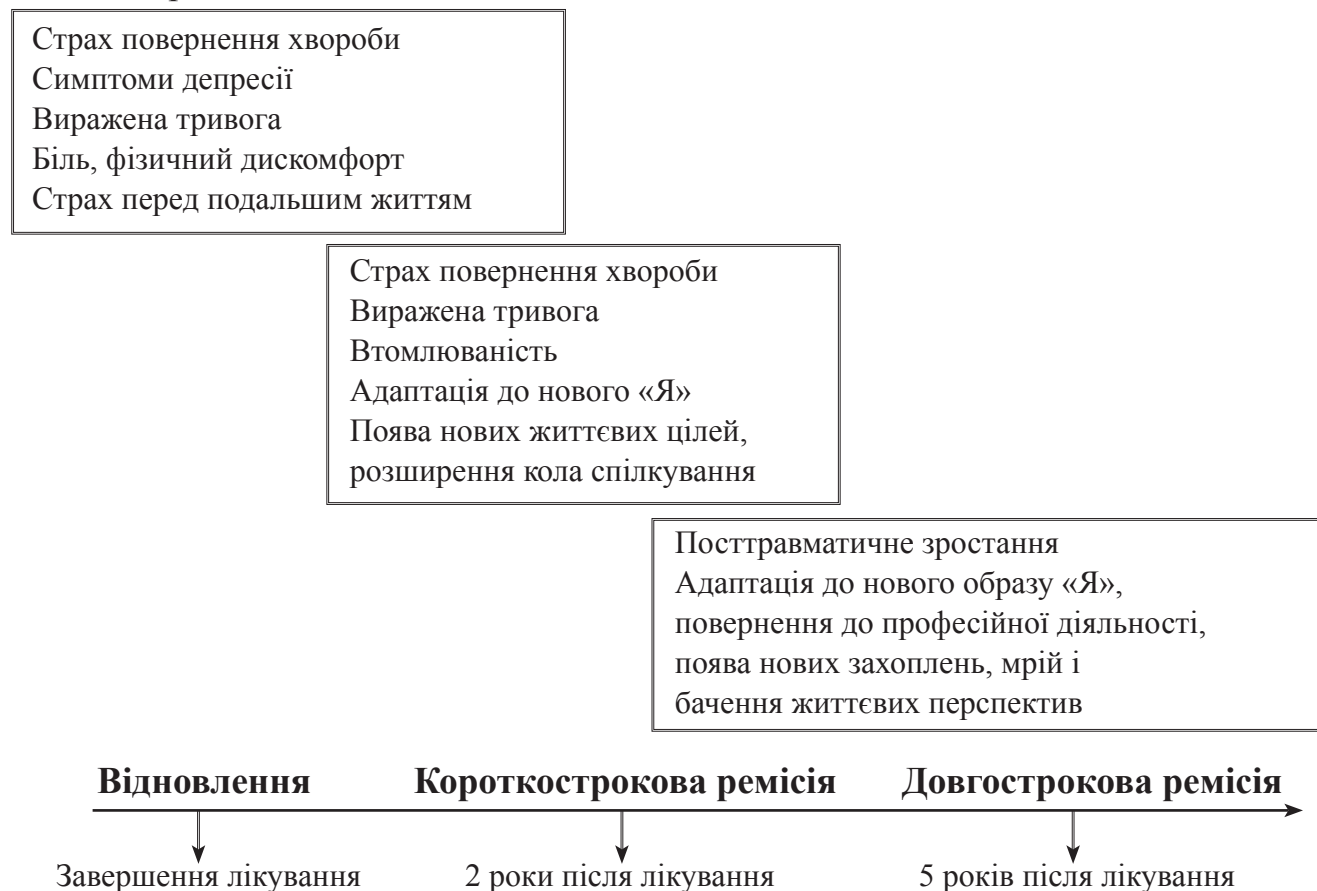 Страх повернення хвороби
Симптоми депресії
Виражена тривога
Біль, фізичний дискомфорт
Страх перед подальшим життям
Страх повернення хвороби
Виражена тривога
Втомлюваність
Адаптація до нового «Я»
Поява нових життєвих цілей,
розширення кола спілкування
Посттравматичне зростання
Адаптація до нового образу «Я»,
повернення до професійної діяльності,
поява нових захоплень, мрій і
бачення життєвих перспектив
Відновлення Короткострокова ремісія Довгострокова ремісія
Завершення лікування 2 роки після лікування 5 років після лікування